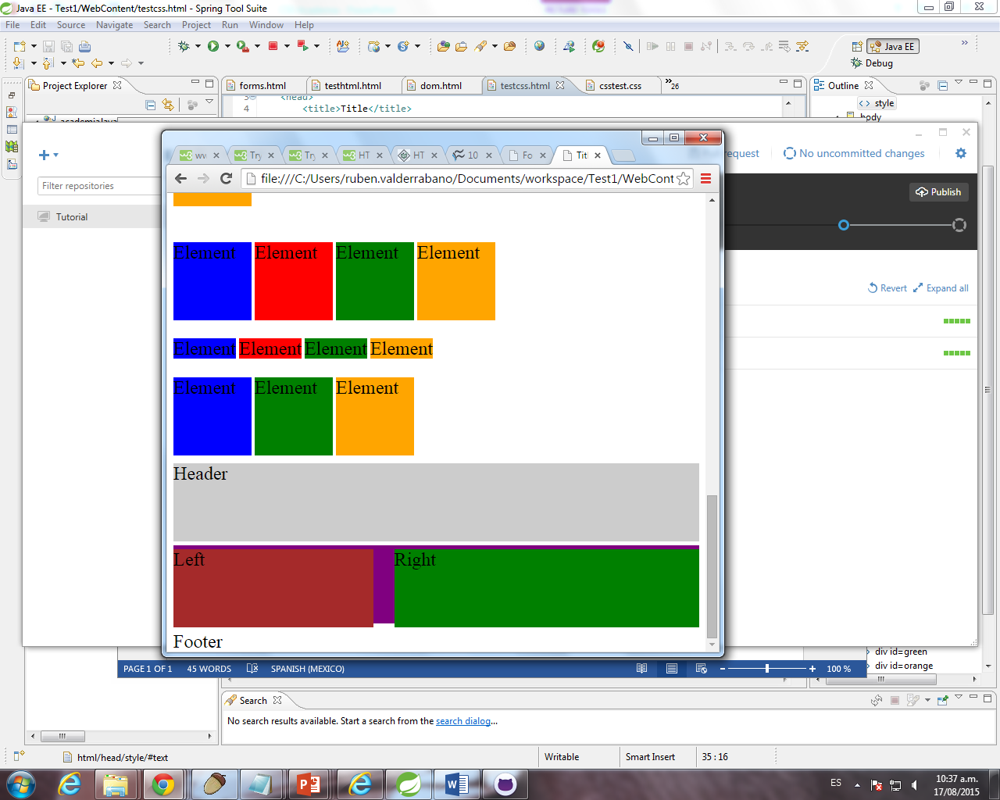 Java EE - Test1/WebContent/testcss.html - Spring Tool Suite
File Edit Source Navigate Search Project Run Window Help
Java EE
Debug
Project Explorer
forms.html
testhtml.html
dom.html
testcss.html
csstest.css
»26
Outline
3
<head>
4 <title>Title</title>
<> style
body
academiaJava
Filter repositories
Tutorial
request
No uncommitted changes
Publish
Revert
Expand all
Try
Try
HT
HT
10
Fo
Titl
file:///C:/Users/ruben.valderrabano/Documents/workspace/Test1/WebCont
Element Element Element Element
Element Element Element Element
Element Element Element
Header
Left Right
Footer
div id=green
div id=orange
PAGE 1 OF 1 45 WORDS SPANISH (MEXICO) 100 %
Search
No search results available. Start a search from the search dialog...
html/head/style/#text
Writable
Smart Insert
35 : 16
ES
10:37 a.m.
17/08/2015